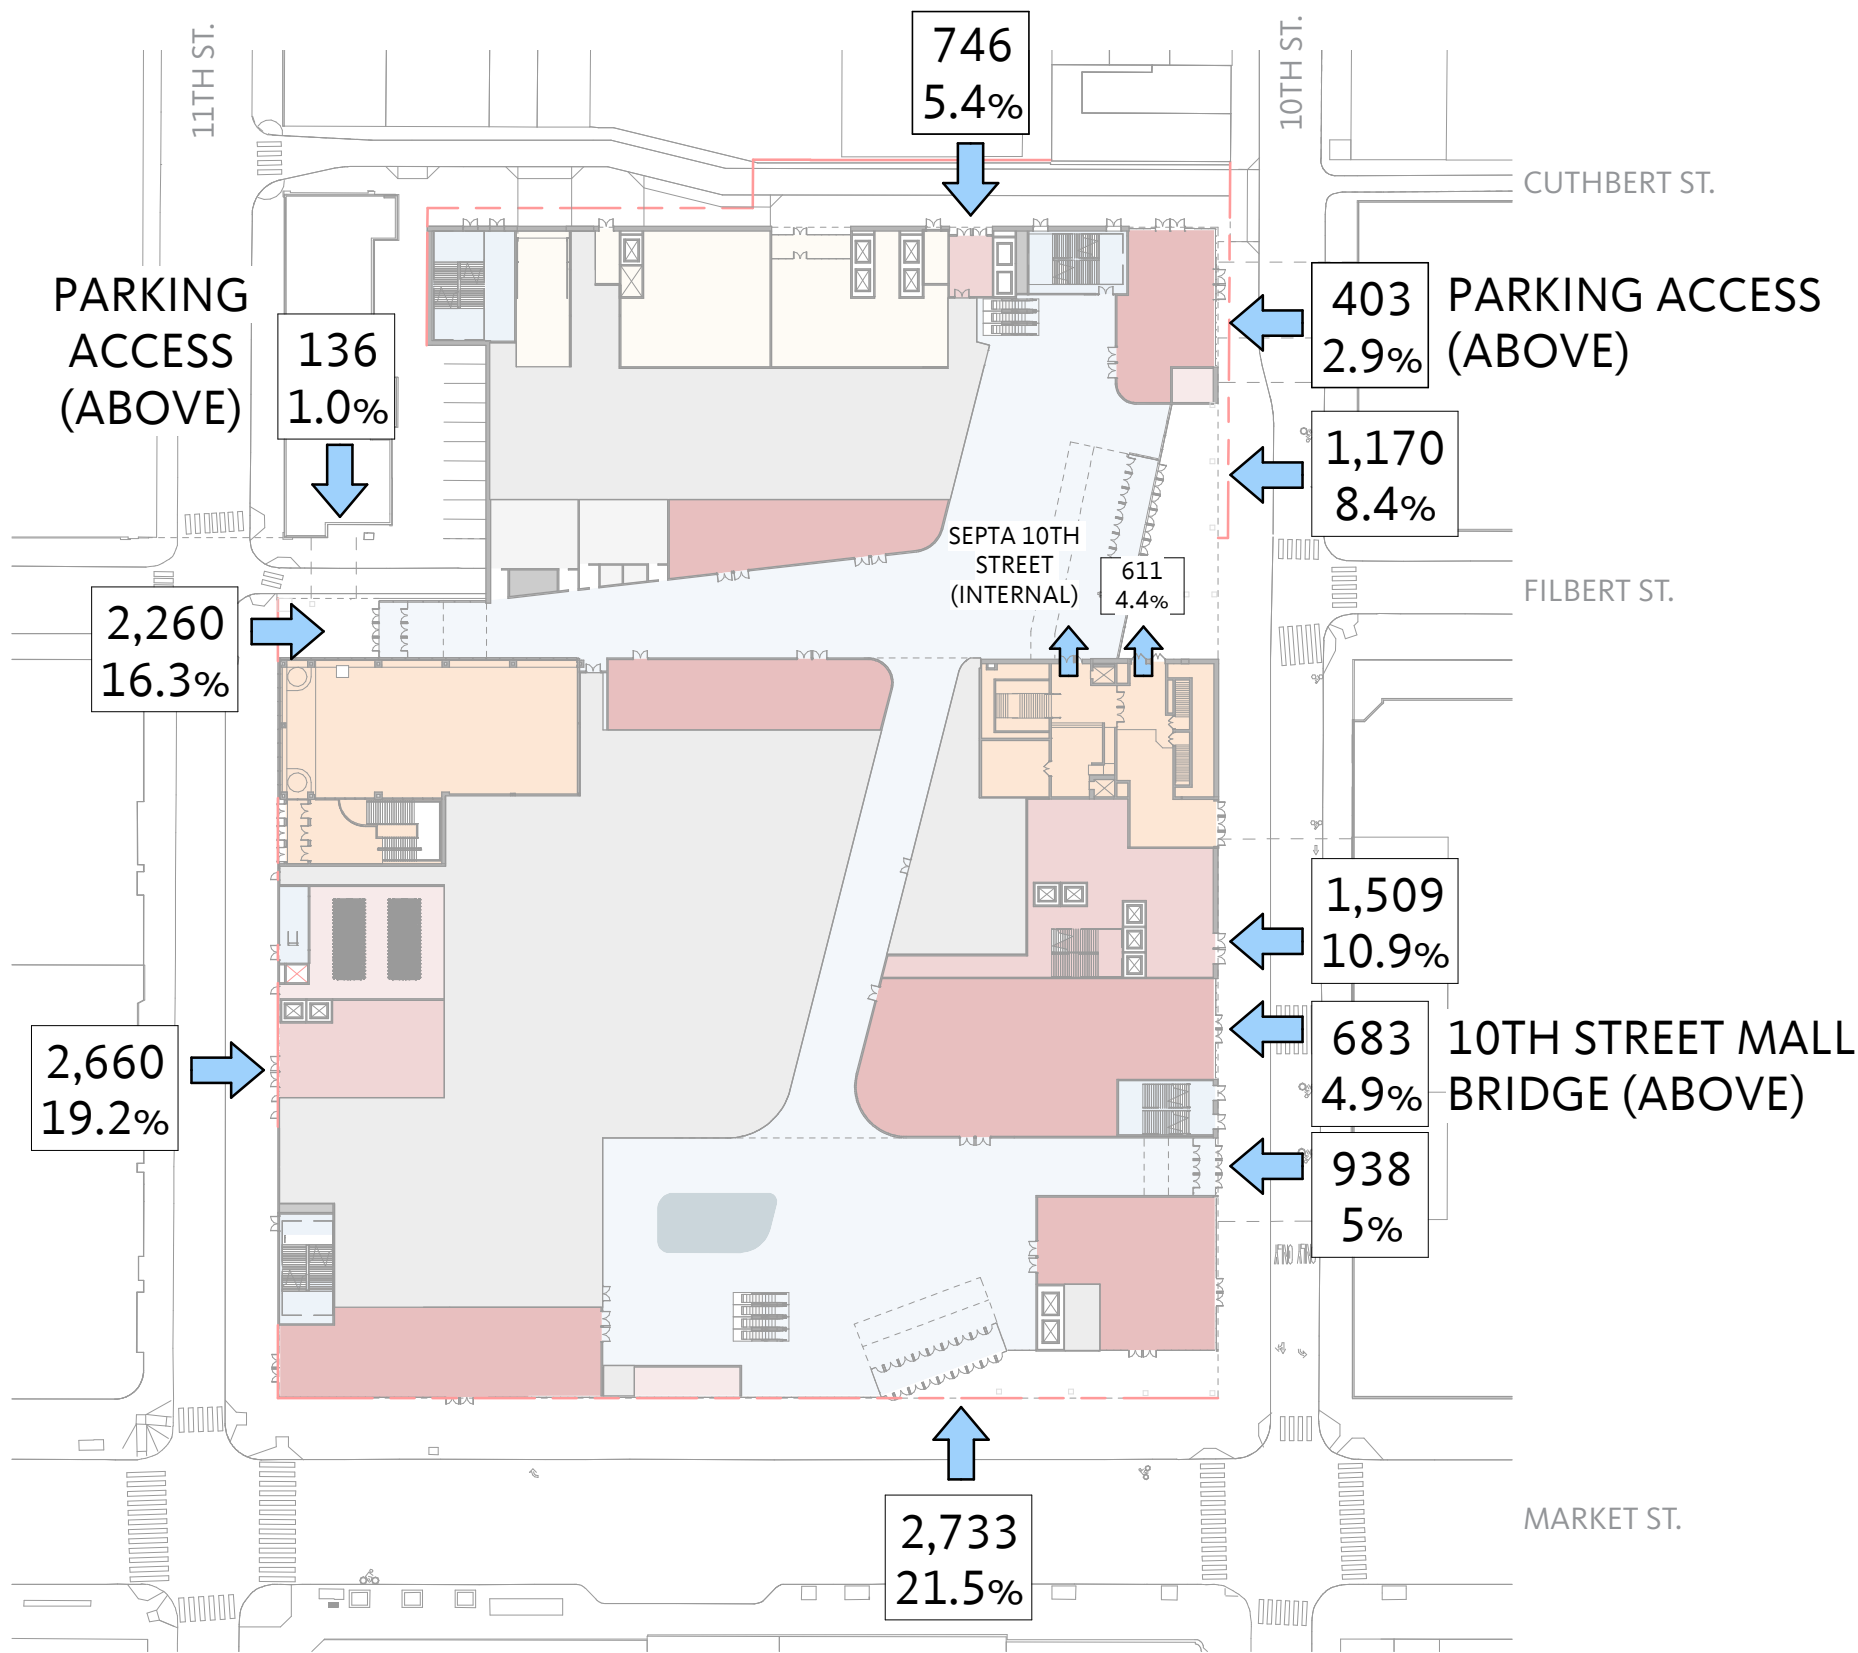 11TH ST.
746
5.4%
10TH ST.
CUTHBERT ST.
PARKING
ACCESS
(ABOVE)
136
1.0%
403
2.9%
PARKING ACCESS
(ABOVE)
1,170
8.4%
SEPTA 10TH
STREET
(INTERNAL)
611
4.4%
FILBERT ST.
2,260
16.3%
1,509
10.9%
2,660
19.2%
683
4.9%
10TH STREET MALL
BRIDGE (ABOVE)
938
5%
2,733
21.5%
MARKET ST.